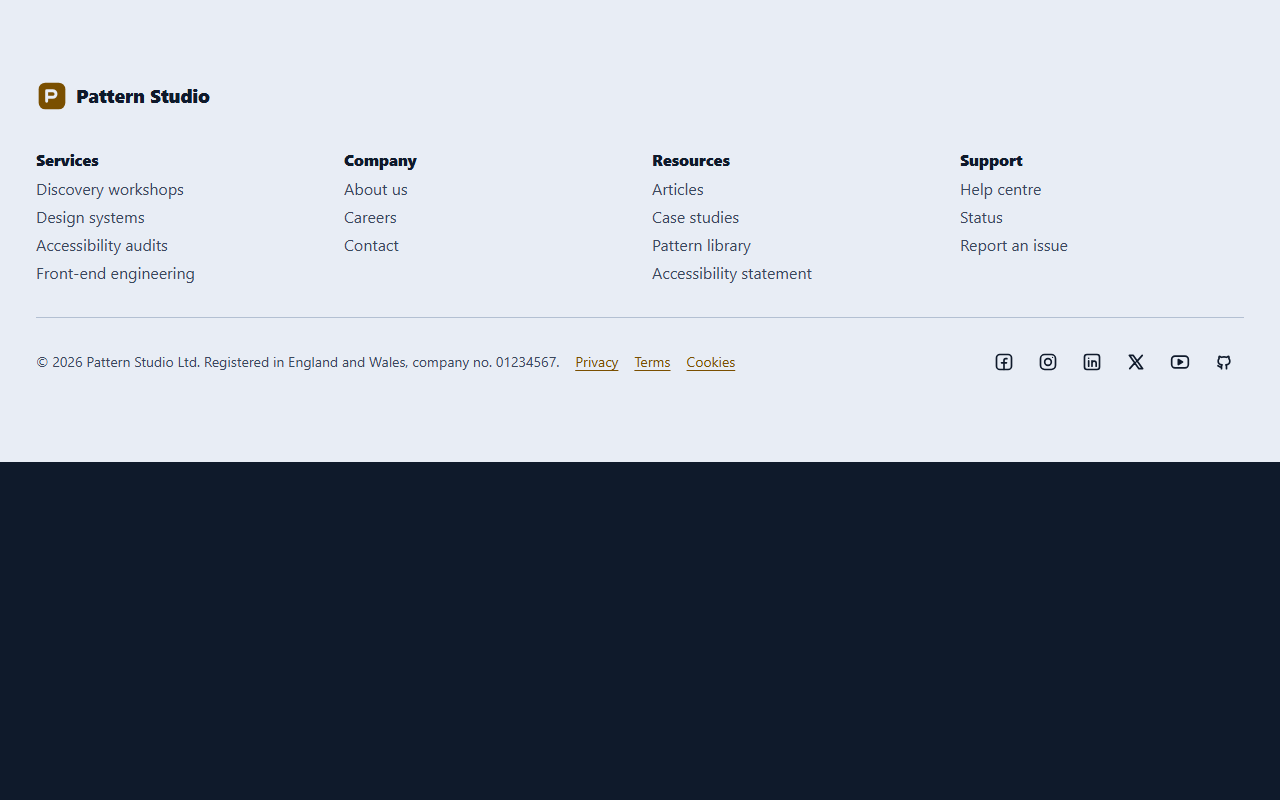 Pattern Studio
Services
Discovery workshops
Design systems
Accessibility audits
Front-end engineering
Company
About us
Careers
Contact
Resources
Articles
Case studies
Pattern library
Accessibility statement
Support
Help centre
Status
Report an issue
© 2026 Pattern Studio Ltd. Registered in England and Wales, company no. 01234567. Privacy Terms Cookies